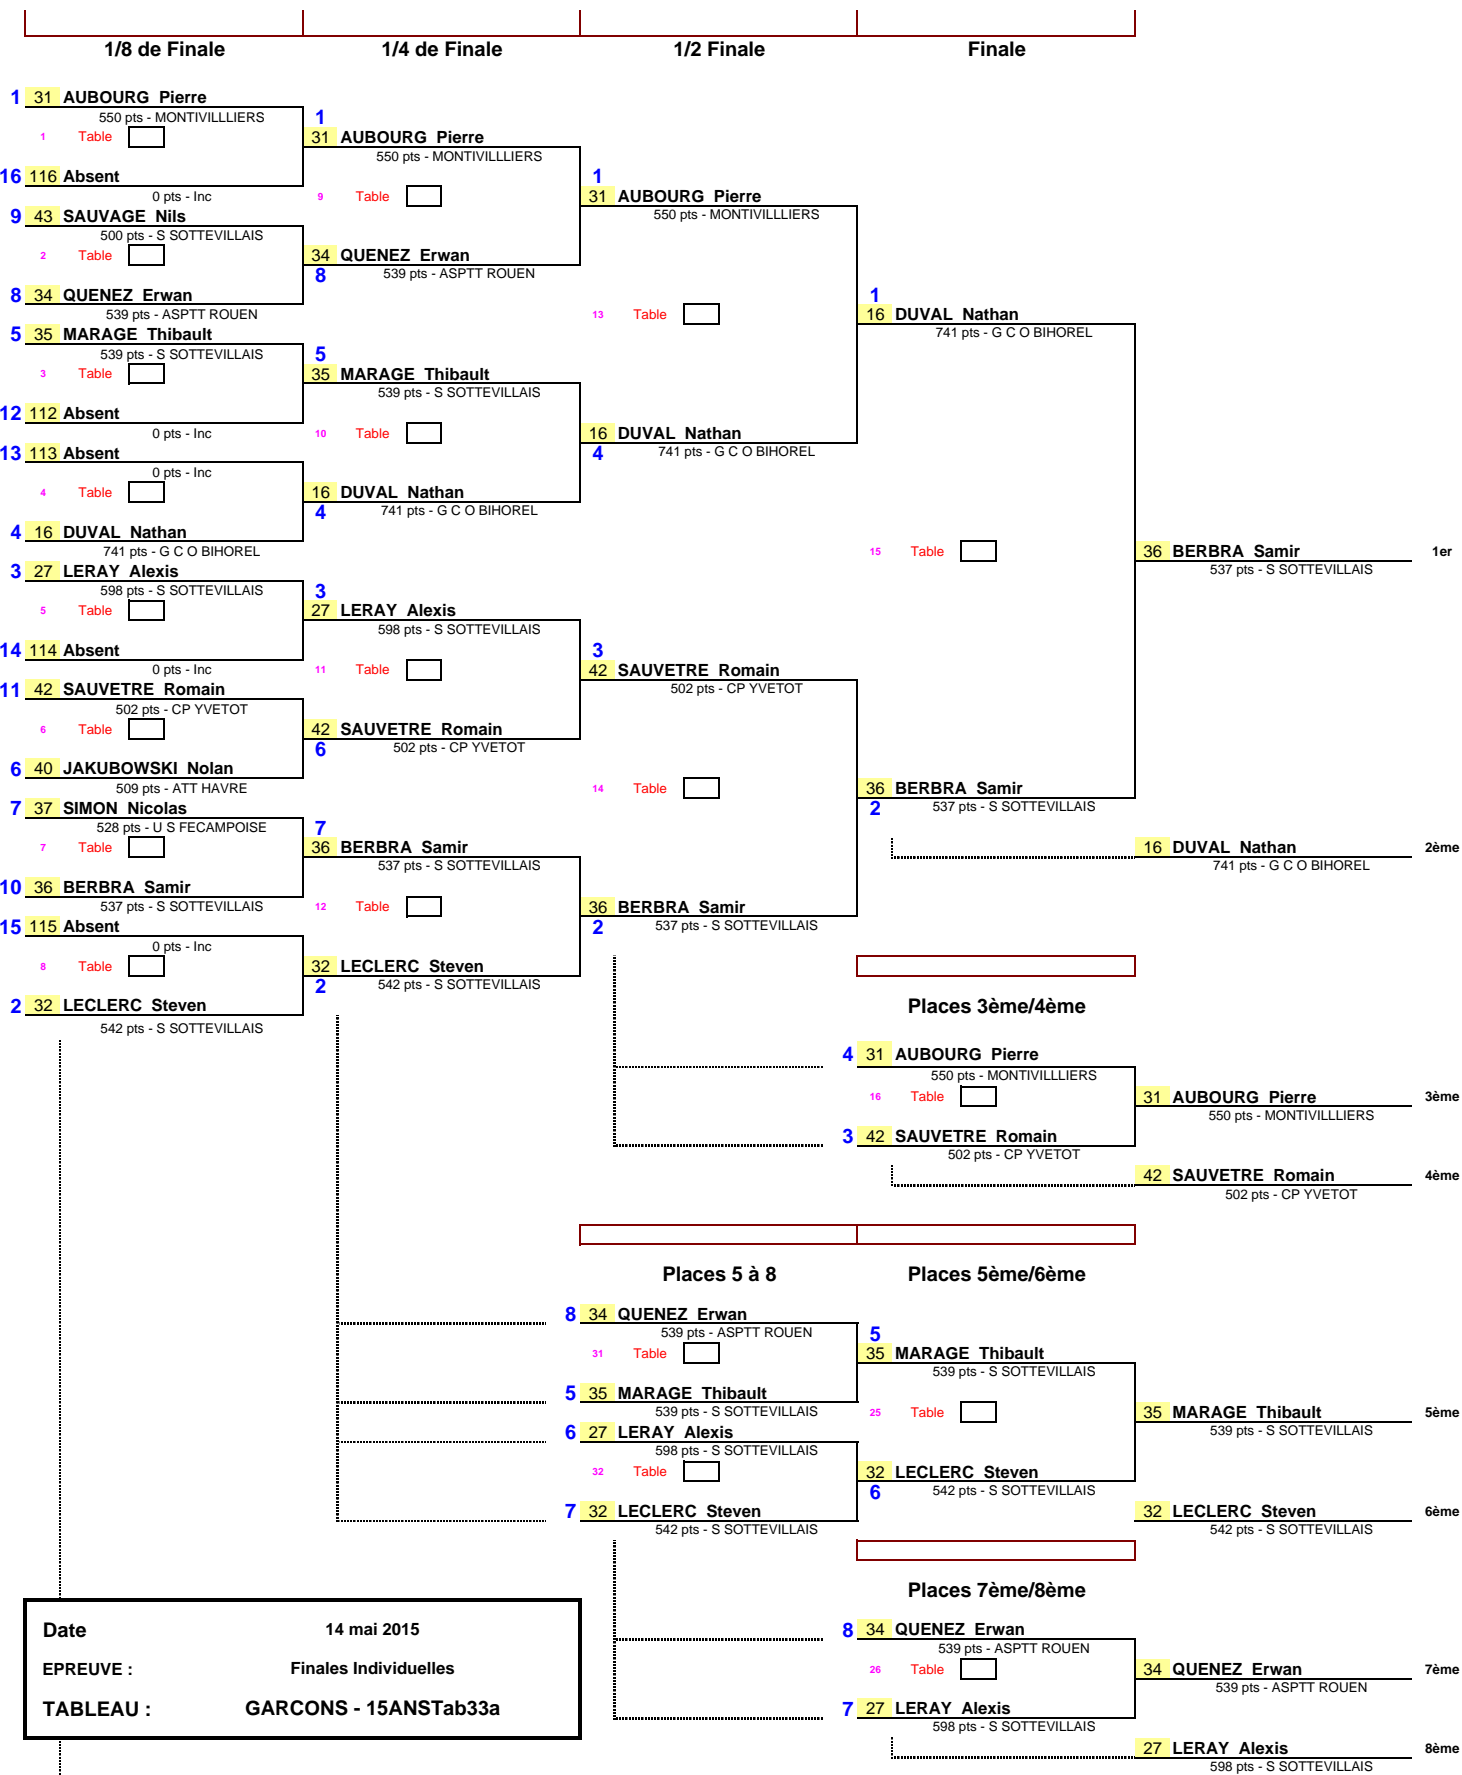 1/8 de Finale 1/4 de Finale 1/2 Finale Finale
1 31 AUBOURG Pierre
550 pts - MONTIVILLLIERS
1 Table
16 116 Absent
0 pts - Inc
9 43 SAUVAGE Nils
500 pts - S SOTTEVILLAIS
2 Table
8 34 QUENEZ Erwan
539 pts - ASPTT ROUEN
5 35 MARAGE Thibault
539 pts - S SOTTEVILLAIS
3 Table
12 112 Absent
0 pts - Inc
13 113 Absent
0 pts - Inc
4 Table
4 16 DUVAL Nathan
741 pts - G C O BIHOREL
3 27 LERAY Alexis
598 pts - S SOTTEVILLAIS
5 Table
14 114 Absent
0 pts - Inc
11 42 SAUVETRE Romain
502 pts - CP YVETOT
6 Table
6 40 JAKUBOWSKI Nolan
509 pts - ATT HAVRE
7 37 SIMON Nicolas
528 pts - U S FECAMPOISE
7 Table
10 36 BERBRA Samir
537 pts - S SOTTEVILLAIS
15 115 Absent
0 pts - Inc
8 Table
2 32 LECLERC Steven
542 pts - S SOTTEVILLAIS
1
31 AUBOURG Pierre
550 pts - MONTIVILLLIERS
9 Table
34 QUENEZ Erwan
8 539 pts - ASPTT ROUEN
5
35 MARAGE Thibault
539 pts - S SOTTEVILLAIS
10 Table
16 DUVAL Nathan
4 741 pts - G C O BIHOREL
3
27 LERAY Alexis
598 pts - S SOTTEVILLAIS
11 Table
42 SAUVETRE Romain
6 502 pts - CP YVETOT
7
36 BERBRA Samir
537 pts - S SOTTEVILLAIS
12 Table
32 LECLERC Steven
2 542 pts - S SOTTEVILLAIS
1
31 AUBOURG Pierre
550 pts - MONTIVILLLIERS
13 Table
16 DUVAL Nathan
4 741 pts - G C O BIHOREL
3
42 SAUVETRE Romain
502 pts - CP YVETOT
14 Table
36 BERBRA Samir
2 537 pts - S SOTTEVILLAIS
1
16 DUVAL Nathan
741 pts - G C O BIHOREL
15 Table
36 BERBRA Samir
2 537 pts - S SOTTEVILLAIS
36 BERBRA Samir 1er
537 pts - S SOTTEVILLAIS
16 DUVAL Nathan 2ème
741 pts - G C O BIHOREL
Places 3ème/4ème
4 31 AUBOURG Pierre
550 pts - MONTIVILLLIERS
16 Table
3 42 SAUVETRE Romain
502 pts - CP YVETOT
31 AUBOURG Pierre 3ème
550 pts - MONTIVILLLIERS
42 SAUVETRE Romain 4ème
502 pts - CP YVETOT
Places 5 à 8 Places 5ème/6ème
8 34 QUENEZ Erwan
539 pts - ASPTT ROUEN
31 Table
5 35 MARAGE Thibault
539 pts - S SOTTEVILLAIS
6 27 LERAY Alexis
598 pts - S SOTTEVILLAIS
32 Table
7 32 LECLERC Steven
542 pts - S SOTTEVILLAIS
5
35 MARAGE Thibault
539 pts - S SOTTEVILLAIS
25 Table
32 LECLERC Steven
6 542 pts - S SOTTEVILLAIS
35 MARAGE Thibault 5ème
539 pts - S SOTTEVILLAIS
32 LECLERC Steven 6ème
542 pts - S SOTTEVILLAIS
Places 7ème/8ème
8 34 QUENEZ Erwan
539 pts - ASPTT ROUEN
26 Table
7 27 LERAY Alexis
598 pts - S SOTTEVILLAIS
34 QUENEZ Erwan 7ème
539 pts - ASPTT ROUEN
27 LERAY Alexis 8ème
598 pts - S SOTTEVILLAIS
Date 14 mai 2015
EPREUVE : Finales Individuelles
TABLEAU : GARCONS - 15ANSTab33a